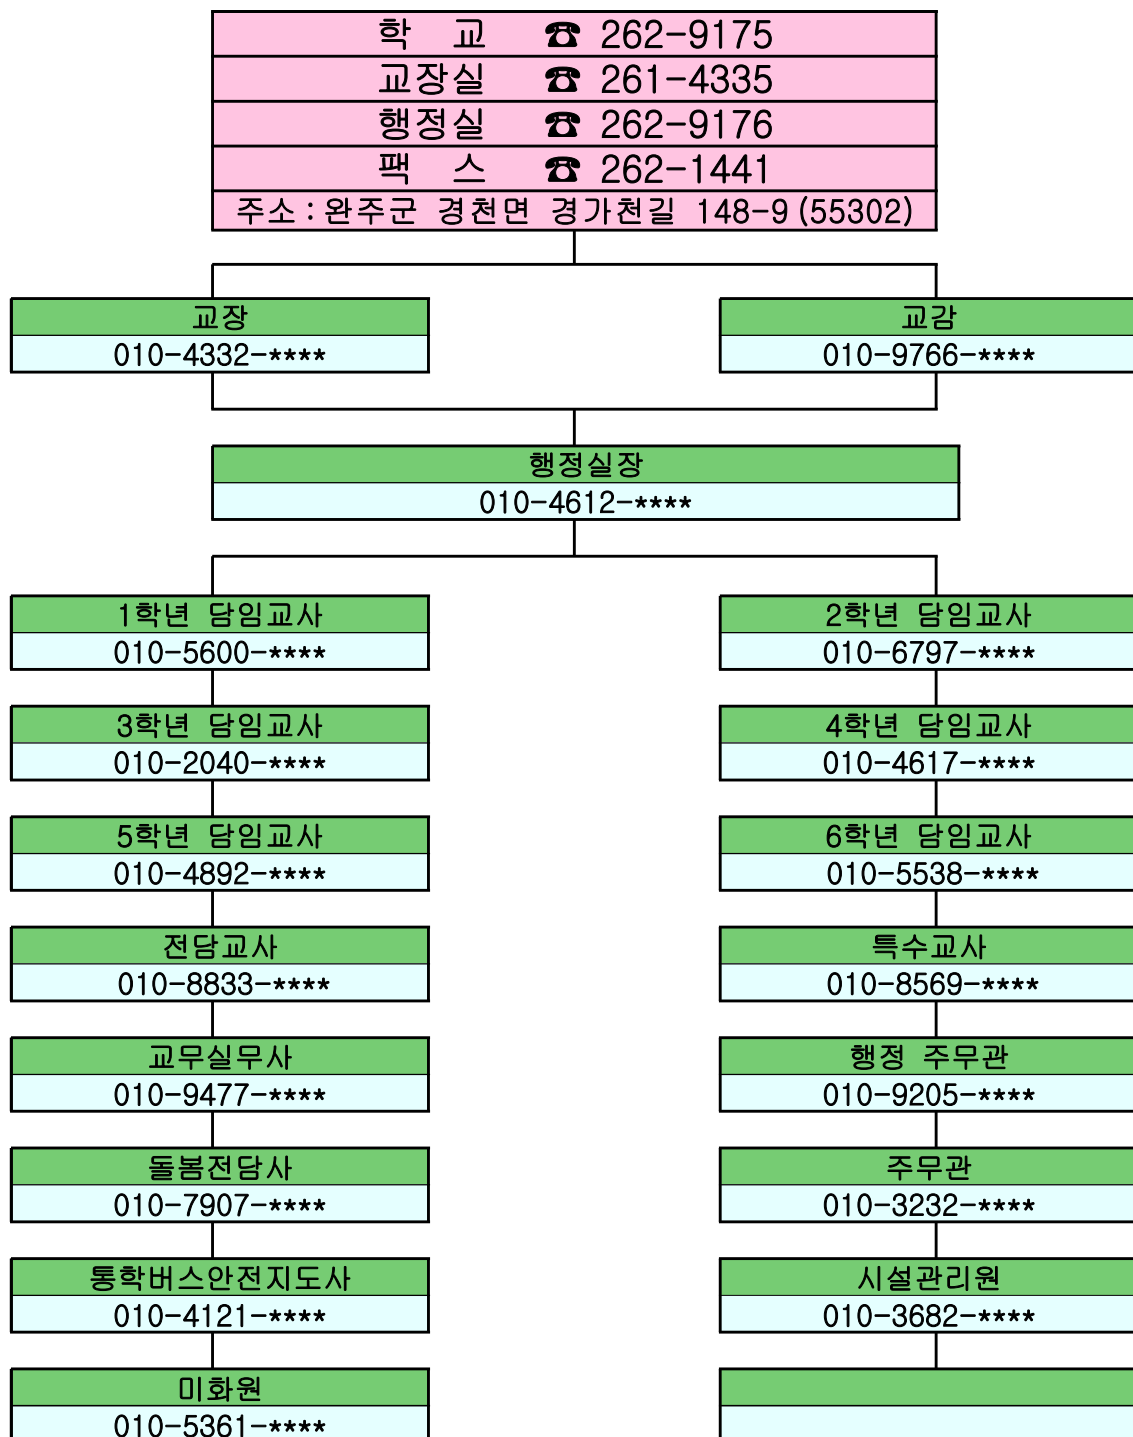 학 교 ☎ 262-9175
교장실 ☎ 261-4335
행정실 ☎ 262-9176
팩 스 ☎ 262-1441
주소 : 완주군 경천면 경가천길 148-9 (55302)
교장
010-4332-****
교감
010-9766-****
행정실장
010-4612-****
1학년 담임교사
010-5600-****
2학년 담임교사
010-6797-****
3학년 담임교사
010-2040-****
4학년 담임교사
010-4617-****
5학년 담임교사
010-4892-****
6학년 담임교사
010-5538-****
전담교사
010-8833-****
특수교사
010-8569-****
교무실무사
010-9477-****
행정 주무관
010-9205-****
돌봄전담사
010-7907-****
주무관
010-3232-****
통학버스안전지도사
010-4121-****
시설관리원
010-3682-****
미화원
010-5361-****